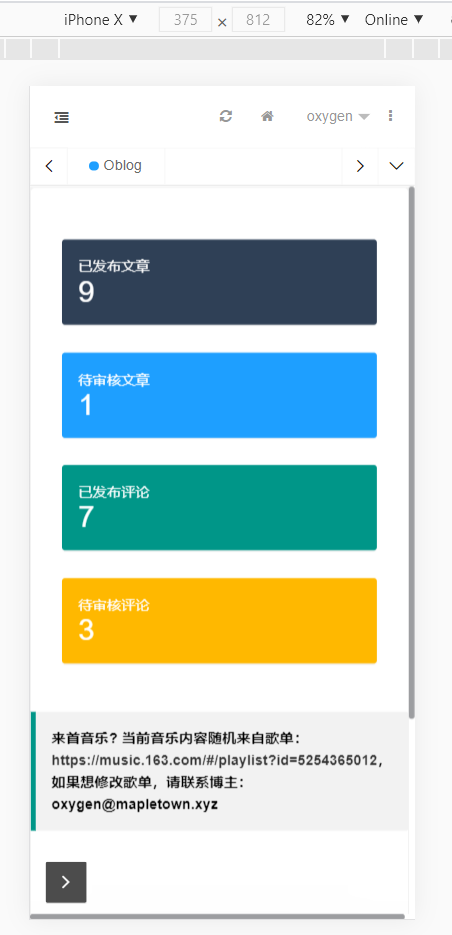 iPhone X ▼ 375 × 812 82% ▼ Online ▼
oxygen
Oblog
已发布文章
9
待审核文章
1
已发布评论
7
待审核评论
3
来首音乐？当前音乐内容随机来自歌单：
https://music.163.com/#/playlist?id=5254365012，
如果想修改歌单，请联系博主：
oxygen@mapletown.xyz